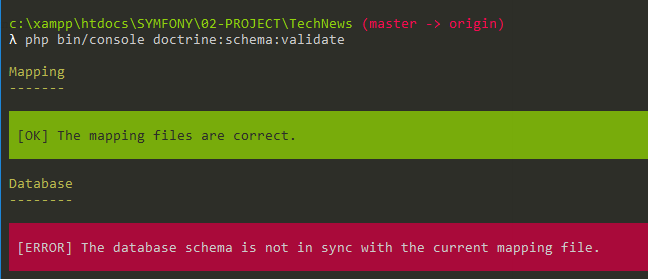 c:\xampp\htdocs\SYMFONY\02-PROJECT\TechNews (master -> origin)
λ php bin/console doctrine:schema:validate
Mapping
-------
[OK] The mapping files are correct.
Database
--------
[ERROR] The database schema is not in sync with the current mapping file.